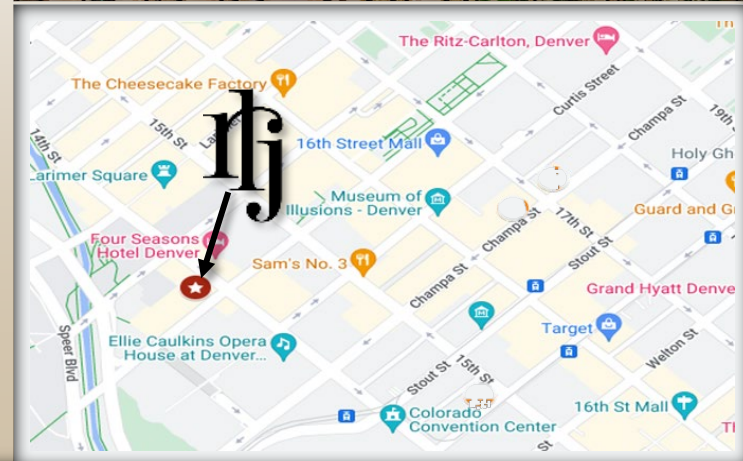 The Ritz-Carlton, Denver
The Cheesecake Factory
Curtis Street
14th St
15th St
Champa St
19th
16th Street Mall
Larimer Square
rlj
Holy Gh
Museum of
Illusions - Denver
Guard and G
Champa St
17th St
Four Seasons
Hotel Denver
Sam's No. 3
Stout St
Champa St
Grand Hyatt Denve
Speer Blvd
Target
Ellie Caulkins Opera
House at Denver...
Welton St
Stout St
15th St
16th St Mall
Colorado
Convention Center
St